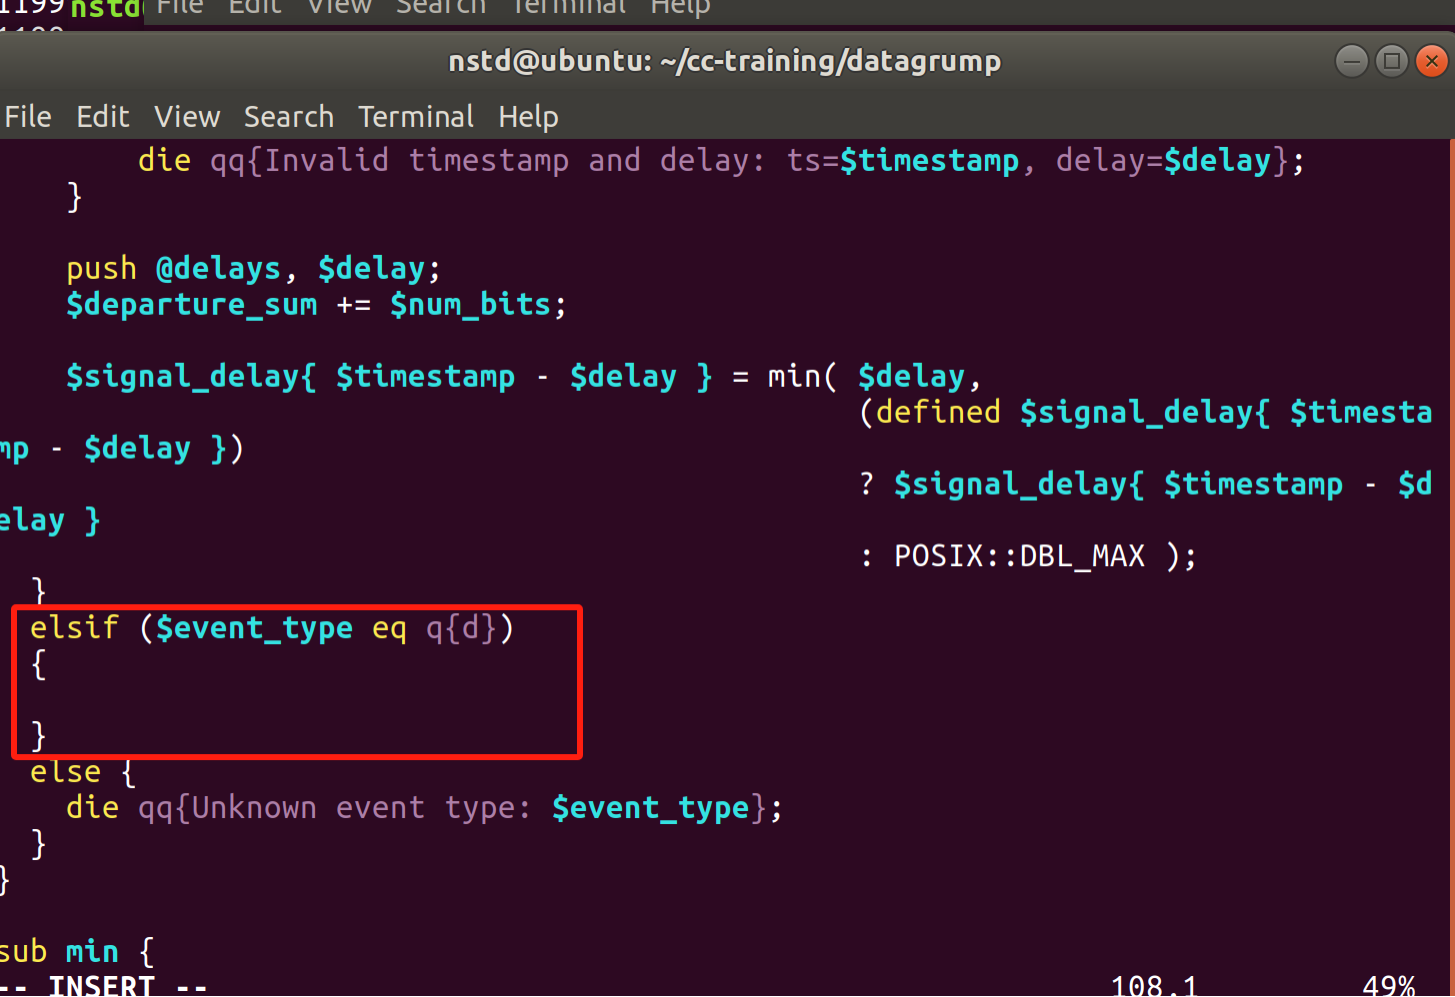 File Edit View Search Terminal Help
nstd@ubuntu: ~/cc-training/datagrump
File Edit View Search Terminal Help
die qq{Invalid timestamp and delay: ts=$timestamp, delay=$delay};
}
push @delays, $delay;
$departure_sum += $num_bits;
$signal_delay{ $timestamp - $delay } = min( $delay,
(defined $signal_delay{ $timesta
mp - $delay })
? $signal_delay{ $timestamp - $d
elay }
: POSIX::DBL_MAX );
}
elsif ($event_type eq q{d})
{
}
else {
die qq{Unknown event type: $event_type};
}
}
sub min {
-- INSERT -- 108,1 49%